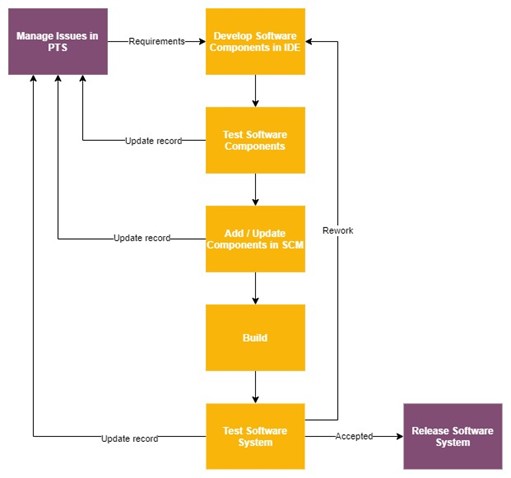 Manage Issues in
PTS
Requirements
Develop Software
Components in IDE
Update record
Test Software
Components
Update record
Add / Update
Components in SCM
Rework
Build
Update record
Test Software
System
Accepted
Release Software
System